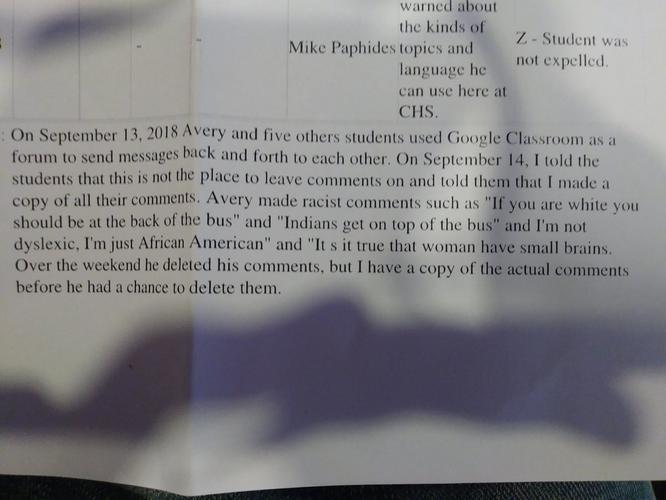 warned about
the kinds of
Mike Paphides topics and
language he
can use here at
CHS.
Z - Student was
not expelled.
: On September 13, 2018 Avery and five others students used Google Classroom as a
forum to send messages back and forth to each other. On September 14, I told the
students that this is not the place to leave comments on and told them that I made a
copy of all their comments. Avery made racist comments such as "If you are white you
should be at the back of the bus" and "Indians get on top of the bus" and I'm not
dyslexic, I'm just African American" and "It s it true that woman have small brains.
Over the weekend he deleted his comments, but I have a copy of the actual comments
before he had a chance to delete them.